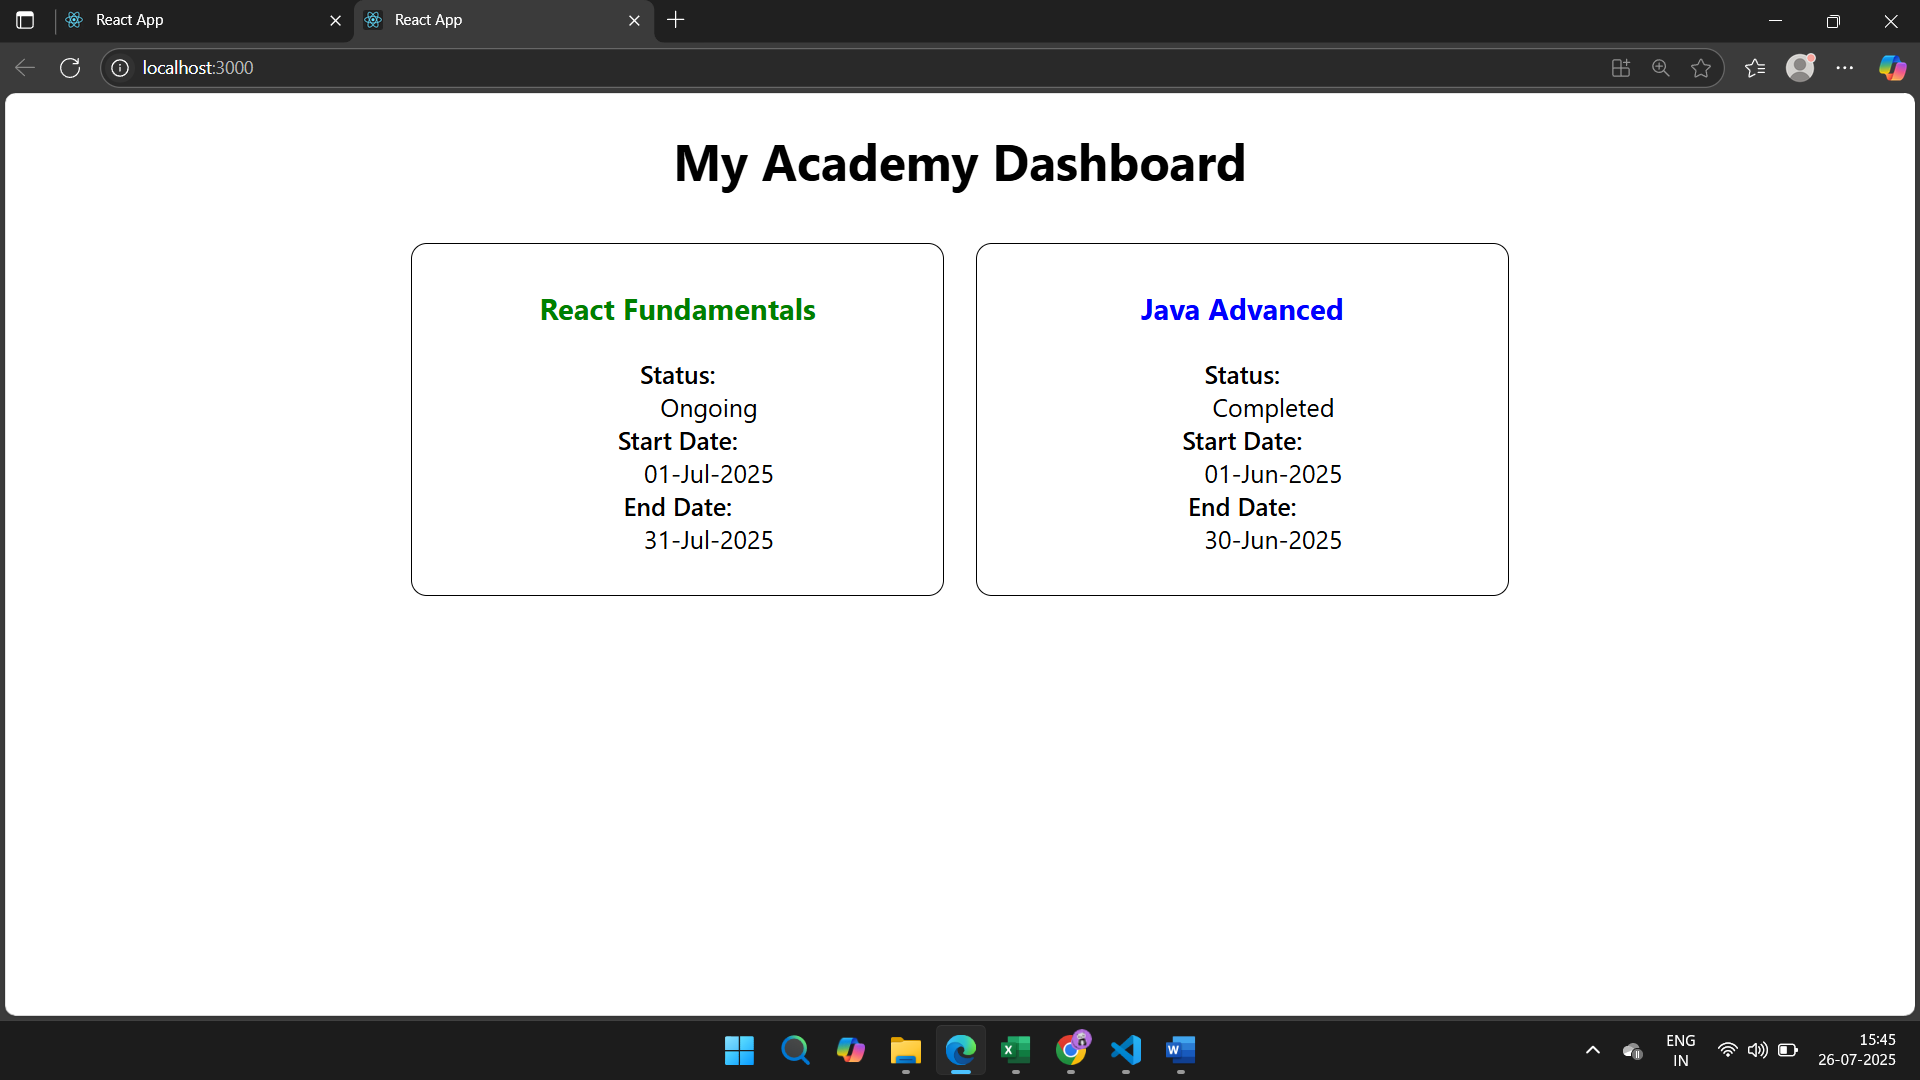 React App
React App
localhost:3000
My Academy Dashboard
React Fundamentals
Status:
Ongoing
Start Date:
01-Jul-2025
End Date:
31-Jul-2025
Java Advanced
Status:
Completed
Start Date:
01-Jun-2025
End Date:
30-Jun-2025
ENG
IN
15:45
26-07-2025